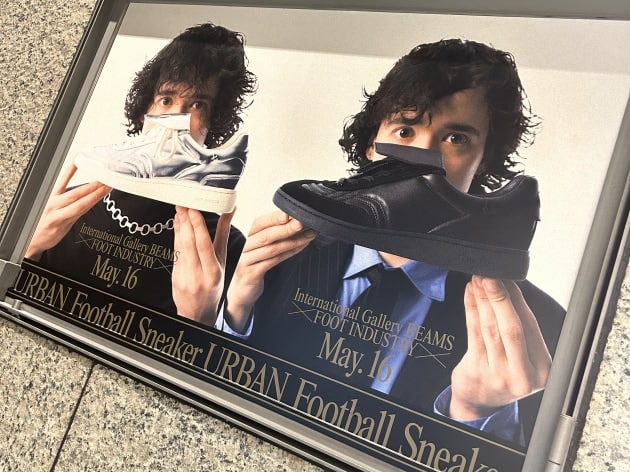 International Gallery BEAMS
FOOT INDUSTRY
May. 16
International Gallery BEAMS
FOOT INDUSTRY
May. 16
URBAN Football Sneaker URBAN Football Sneake